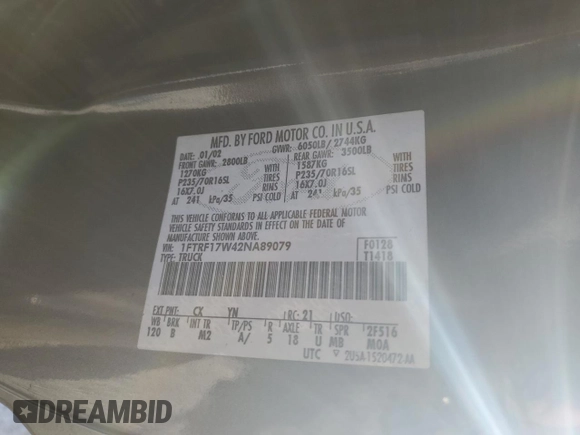 MFD. BY FORD MOTOR CO. IN U.S.A.
DATE: 01/02 GVWR: 6050LB/ 2744KG
FRONT GAWR: 2800LB REAR GAWR: 3500LB
1270KG WITH 1587KG WITH
P235/70R16SL TIRES P235/70R16SL TIRES
16X7.0J RIMS 16X7.0J RIMS
AT 241 kPa/35 PSI COLD AT 241 kPa/35 PSI COLD
THIS VEHICLE CONFORMS TO ALL APPLICABLE FEDERAL MOTOR
VEHICLE SAFETY STANDARDS IN EFFECT ON THE DATE OF
MANUFACTURE SHOWN ABOVE.
VIN: 1FTRF17W42NA89079 F0128
TYPE: TRUCK T1418
EXT PNT: CX YN RC: 21 DSO:
WB BRK INT TR TP/PS R AXLE TR SPR 2F516
120 B M2 A/ 5 18 U MB M0A
UTC
DREAMBID